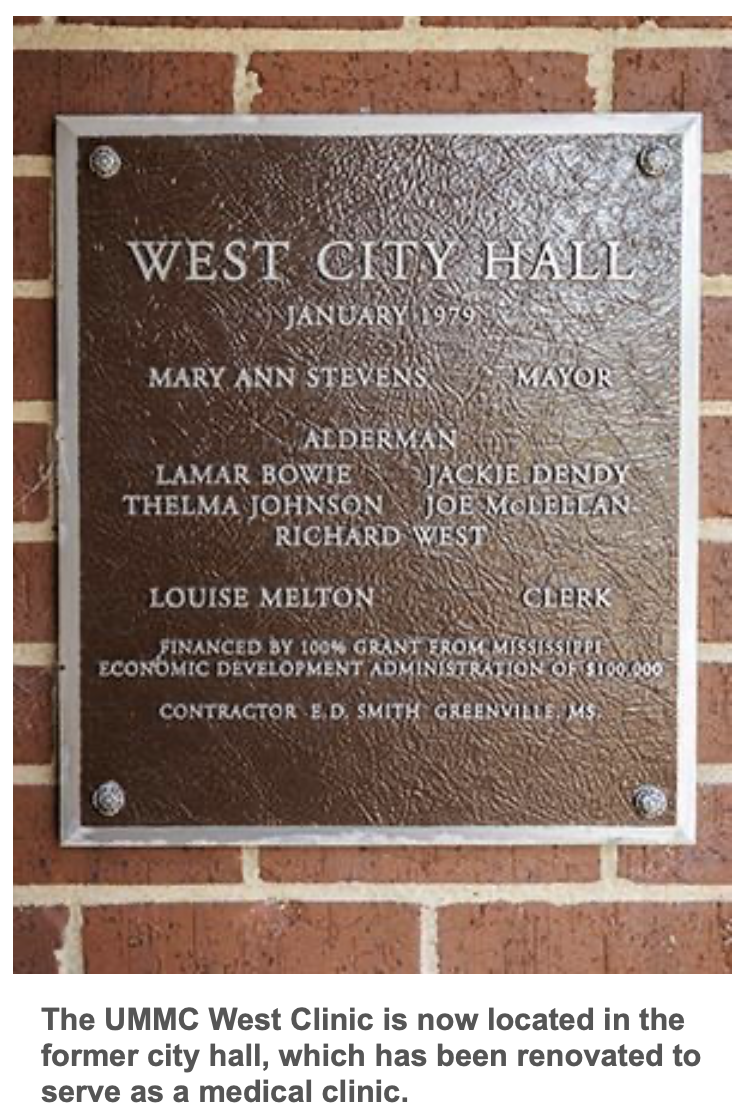 WEST CITY HALL
JANUARY 1979
MARY ANN STEVENS MAYOR
ALDERMAN
LAMAR BOWIE JACKIE DENDY
THELMA JOHNSON JOE McLELLAN
RICHARD WEST
LOUISE MELTON CLERK
FINANCED BY 100% GRANT FROM MISSISSIPPI
ECONOMIC DEVELOPMENT ADMINISTRATION OF $100,000
CONTRACTOR E.D. SMITH GREENVILLE, MS.
The UMMC West Clinic is now located in the
former city hall, which has been renovated to
serve as a medical clinic.